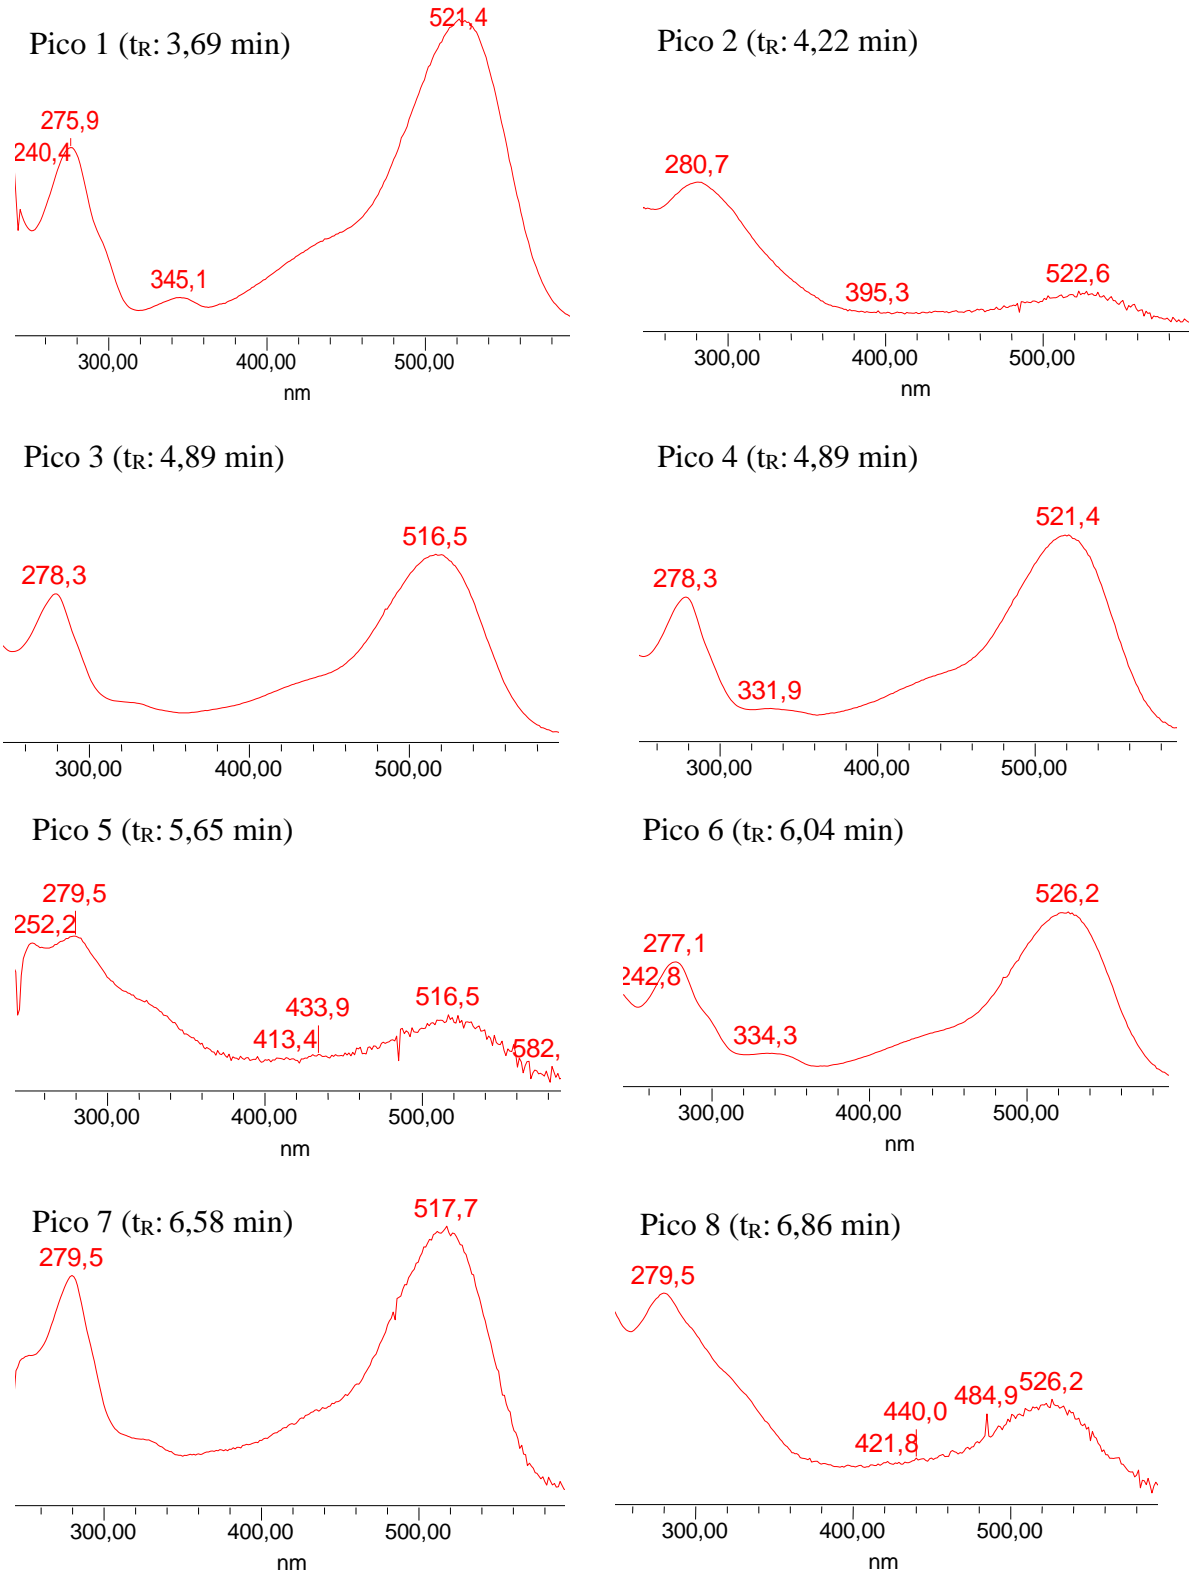 Pico 1 (tR: 3,69 min)
521,4
275,9
240,4
345,1
300,00 400,00 500,00
nm
Pico 2 (tR: 4,22 min)
280,7
395,3
522,6
300,00 400,00 500,00
nm
Pico 3 (tR: 4,89 min)
516,5
278,3
300,00 400,00 500,00
Pico 4 (tR: 4,89 min)
521,4
278,3
331,9
300,00 400,00 500,00
Pico 5 (tR: 5,65 min)
279,5
252,2
433,9
516,5
413,4
582,
300,00 400,00 500,00
nm
Pico 6 (tR: 6,04 min)
526,2
277,1
242,8
334,3
300,00 400,00 500,00
nm
Pico 7 (tR: 6,58 min)
517,7
279,5
300,00 400,00 500,00
nm
Pico 8 (tR: 6,86 min)
279,5
484,9 526,2
440,0
421,8
300,00 400,00 500,00
nm